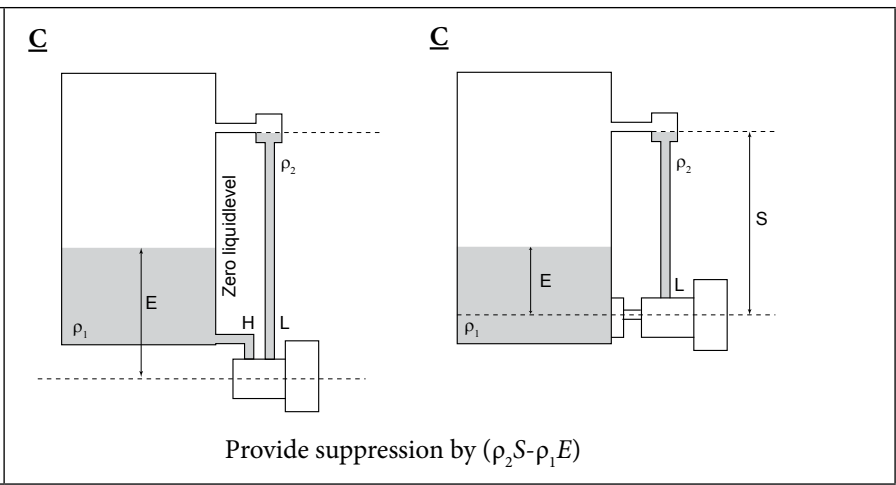 C
C
ρ2
ρ2
Zero liquidlevel
S
E
E
H
L
L
ρ1
ρ1
Provide suppression by (ρ2S-ρ1E)